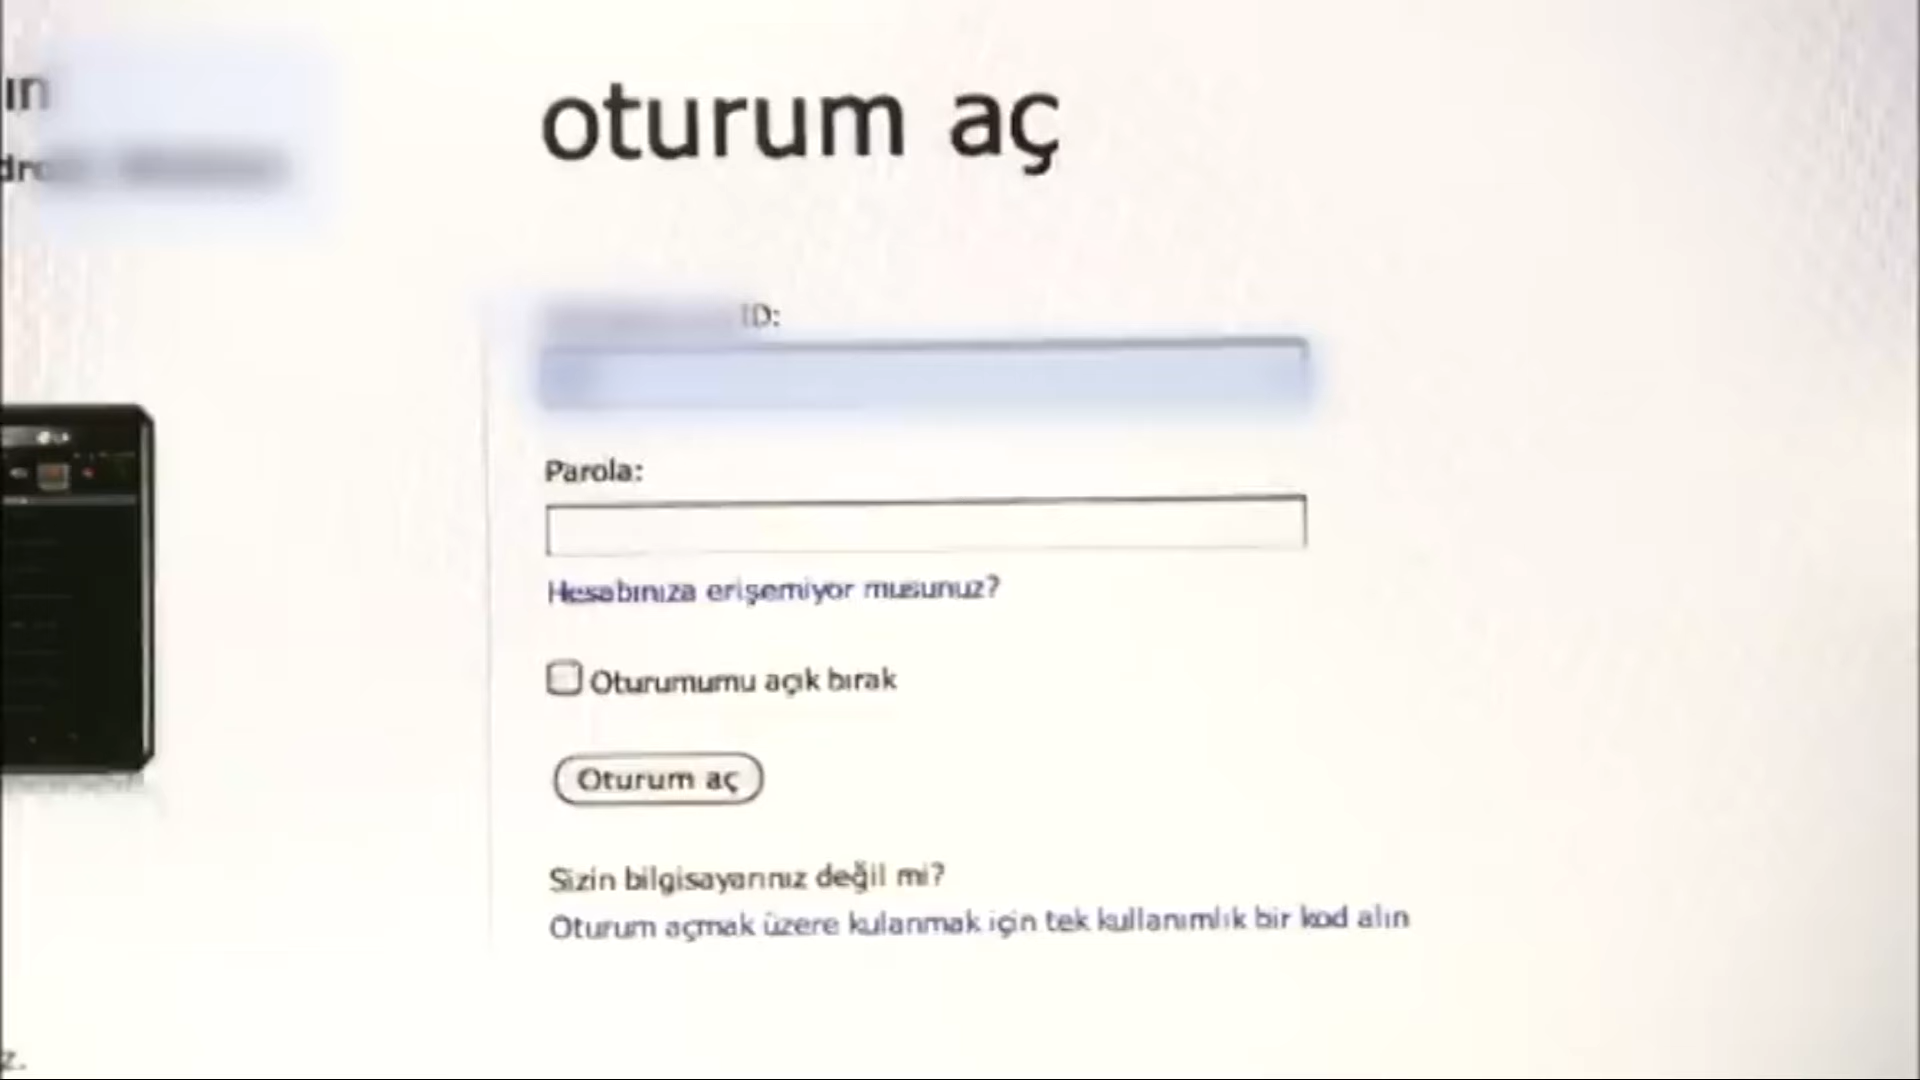 ın
oturum aç
ID:
Parola:
Hesabınıza erişemiyor musunuz?
Oturumumu açık bırak
Oturum aç
Sizin bilgisayarınız değil mi?
Oturum açmak üzere kulanmak için tek kullanımlık bir kod alın
z.